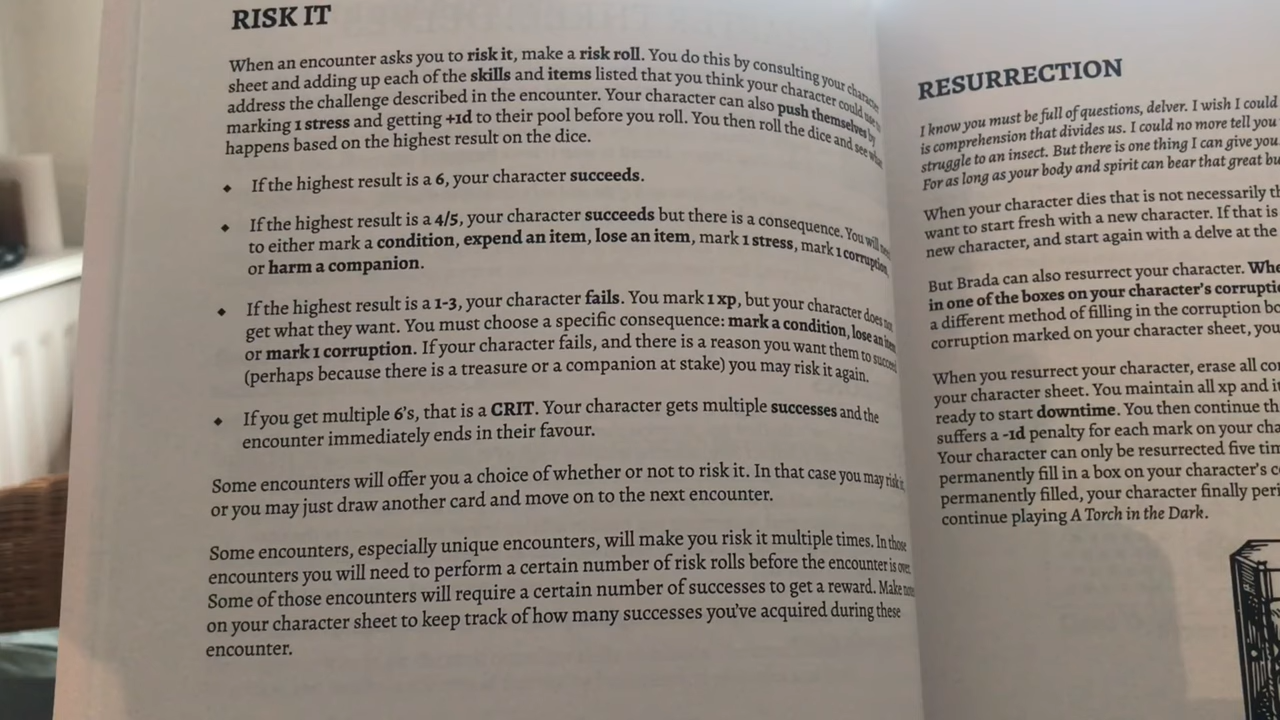 RISK IT
When an encounter asks you to risk it, make a risk roll. You do this by consulting your character
sheet and adding up each of the skills and items listed that you think your character could use to
address the challenge described in the encounter. Your character can also push themselves by
marking 1 stress and getting +1d to their pool before you roll. You then roll the dice and see what
happens based on the highest result on the dice.
◆ If the highest result is a 6, your character succeeds.
◆ If the highest result is a 4/5, your character succeeds but there is a consequence. You will need
to either mark a condition, expend an item, lose an item, mark 1 stress, mark 1 corruption,
or harm a companion.
◆ If the highest result is a 1-3, your character fails. You mark 1 xp, but your character does not
get what they want. You must choose a specific consequence: mark a condition, lose an item
or mark 1 corruption. If your character fails, and there is a reason you want them to succeed
(perhaps because there is a treasure or a companion at stake) you may risk it again.
◆ If you get multiple 6's, that is a CRIT. Your character gets multiple successes and the
encounter immediately ends in their favour.
Some encounters will offer you a choice of whether or not to risk it. In that case you may risk it,
or you may just draw another card and move on to the next encounter.
Some encounters, especially unique encounters, will make you risk it multiple times. In those
encounters you will need to perform a certain number of risk rolls before the encounter is over.
Some of those encounters will require a certain number of successes to get a reward. Make notes
on your character sheet to keep track of how many successes you've acquired during these
encounter.
RESURRECTION
I know you must be full of questions, delver. I wish I could
is comprehension that divides us. I could no more tell you
struggle to an insect. But there is one thing I can give you
For as long as your body and spirit can bear that great
When your character dies that is not necessarily
want to start fresh with a new character. If that is
new character, and start again with a delve at the
But Brada can also resurrect your character.
in one of the boxes on your character's
a different method of filling in the corruption
corruption marked on your character sheet, you
When you resurrect your character, erase all
your character sheet. You maintain all xp and
ready to start downtime. You then continue
suffers a -1d penalty for each mark on your
Your character can only be resurrected five
permanently fill in a box on your character's
permanently filled, your character finally
continue playing A Torch in the Dark.